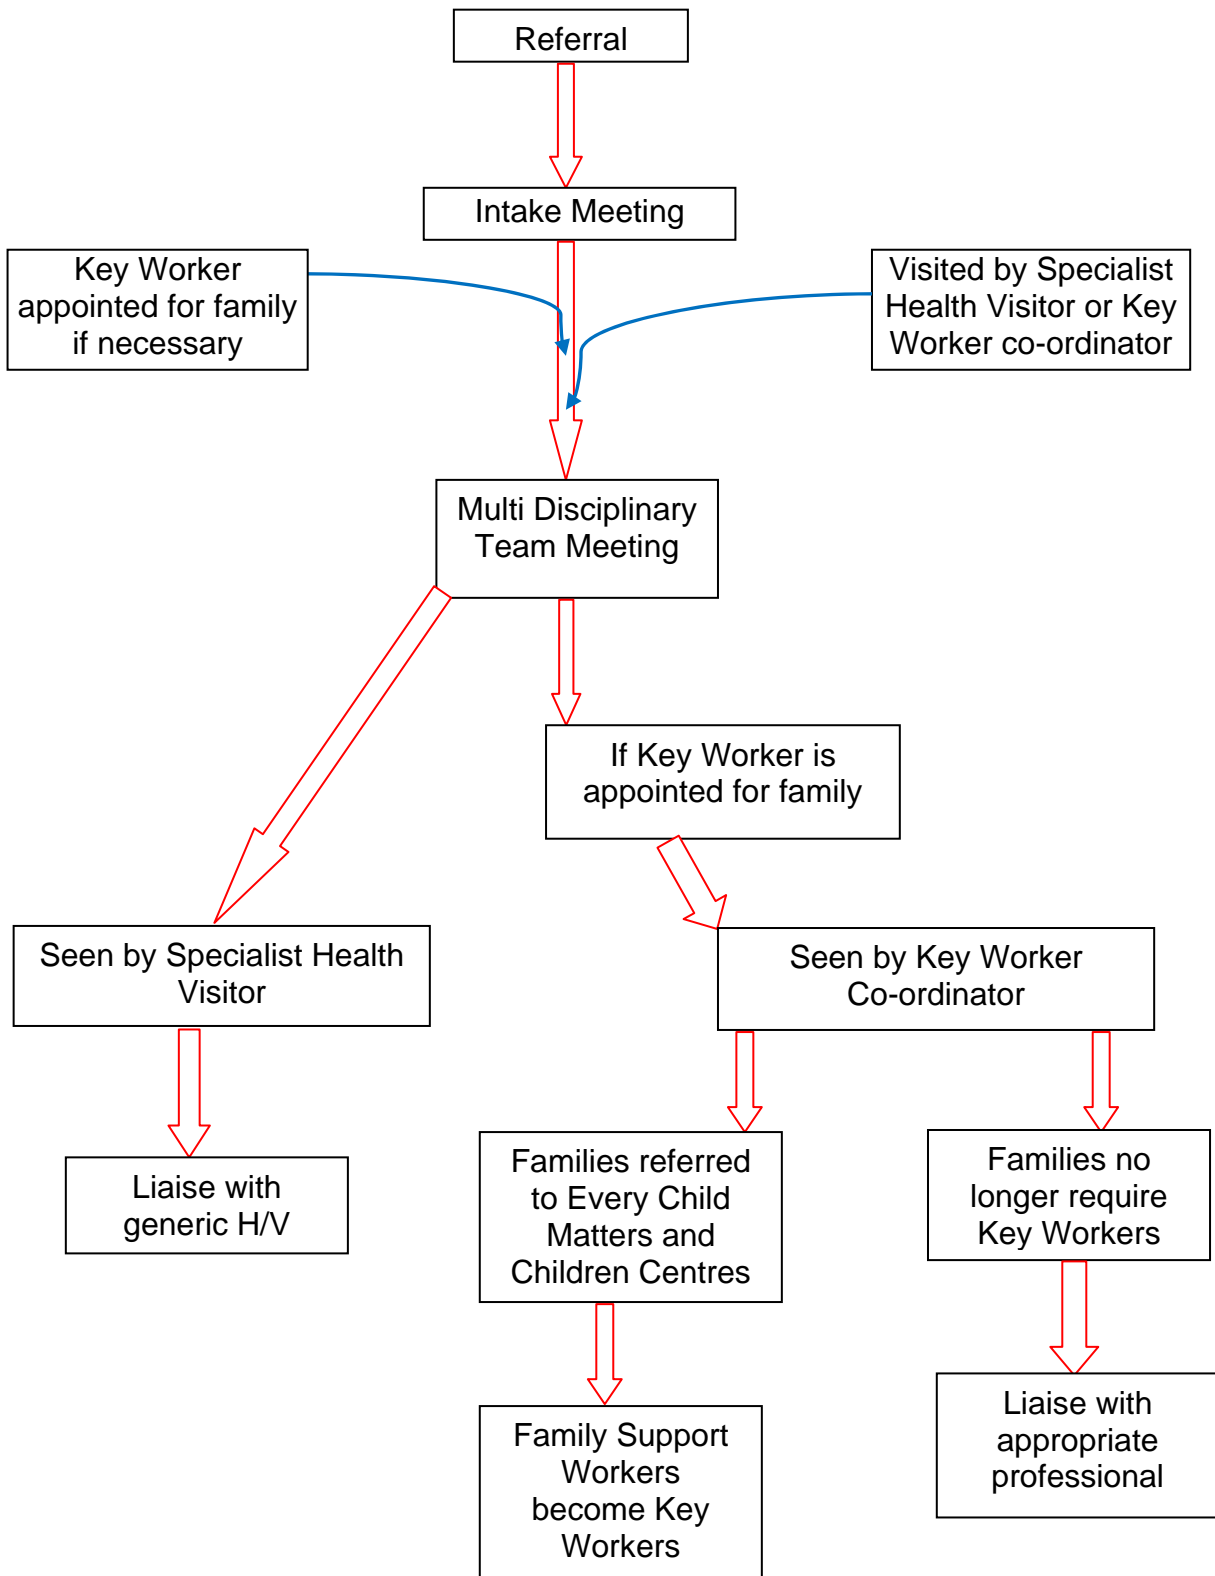 Referral
Intake Meeting
Key Worker
appointed for family
if necessary
Visited by Specialist
Health Visitor or Key
Worker co-ordinator
Multi Disciplinary
Team Meeting
If Key Worker is
appointed for family
Seen by Specialist Health
Visitor
Seen by Key Worker
Co-ordinator
Liaise with
generic H/V
Families referred
to Every Child
Matters and
Children Centres
Families no
longer require
Key Workers
Family Support
Workers
become Key
Workers
Liaise with
appropriate
professional